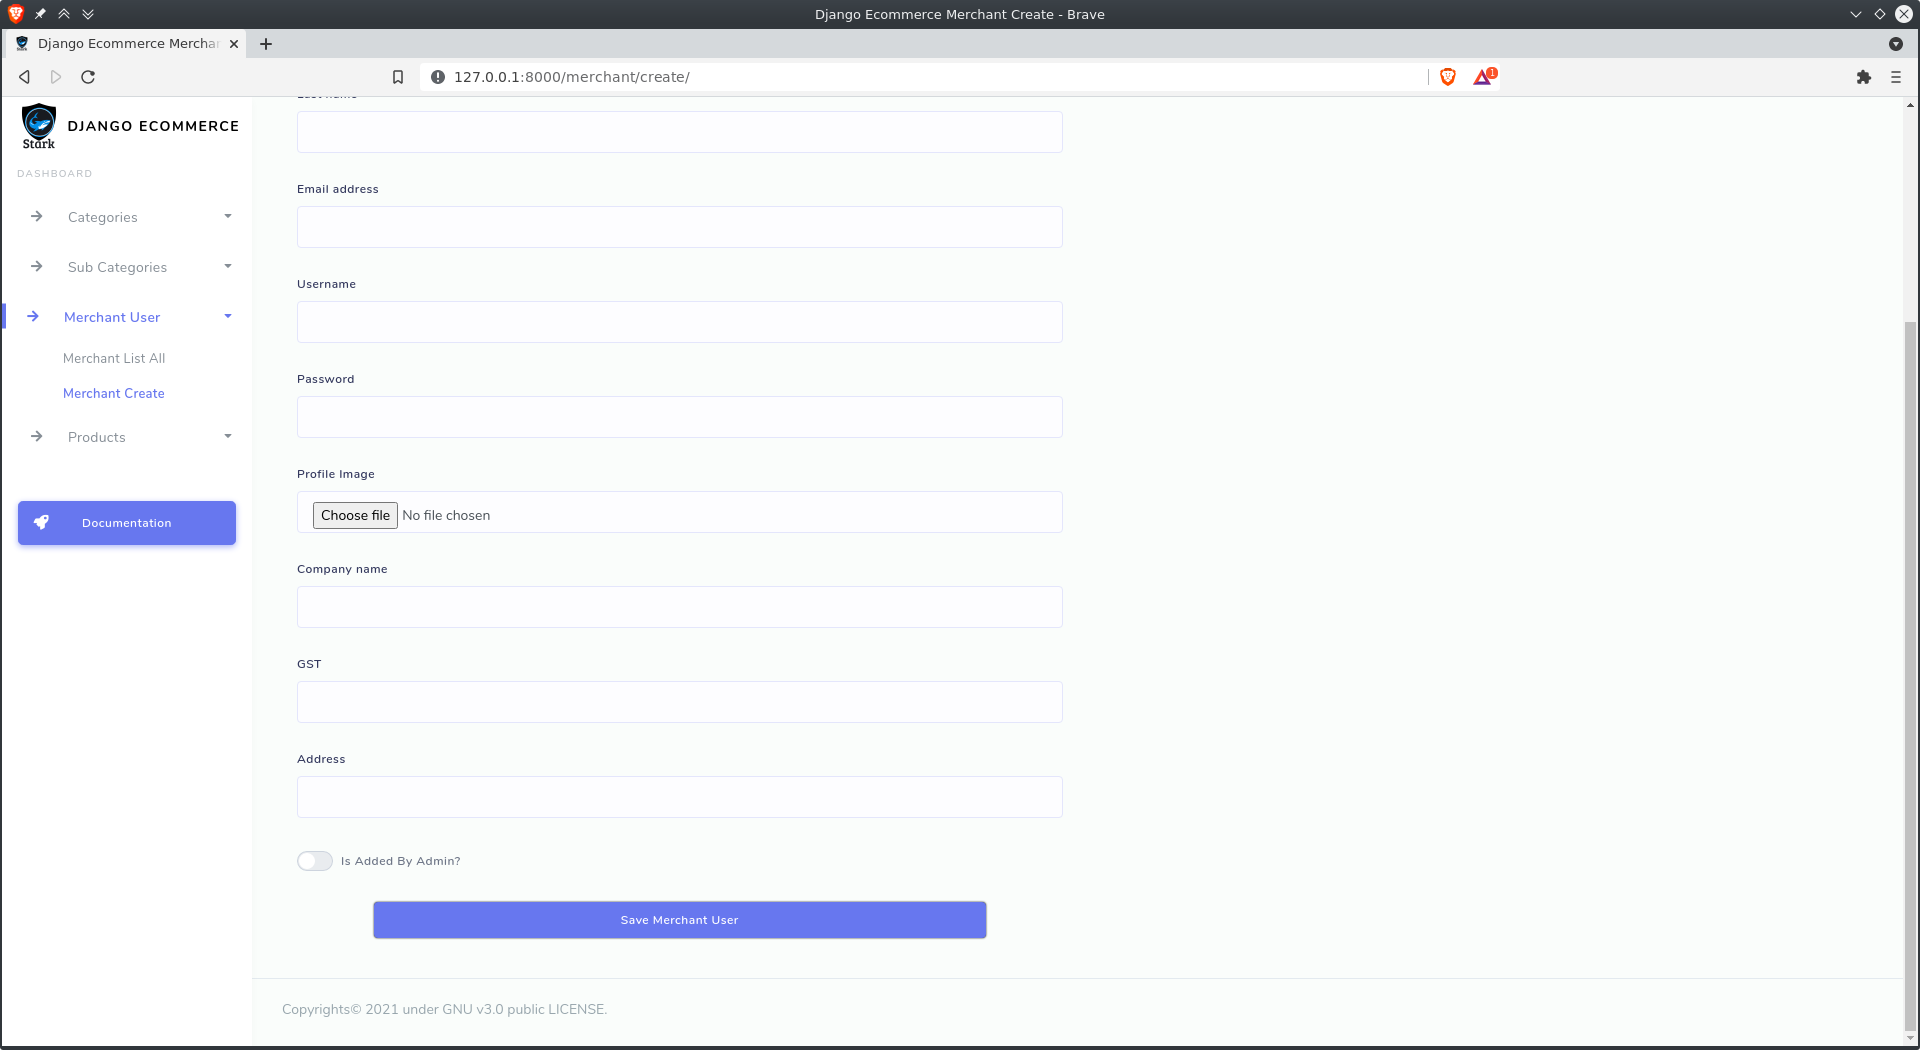 Django Ecommerce Merchant Create - Brave
Django Ecommerce Mercha
127.0.0.1:8000/merchant/create/
1
Stark
DJANGO ECOMMERCE
DASHBOARD
Categories
Sub Categories
Merchant User
Merchant List All
Merchant Create
Products
Documentation
Last name
Email address
Username
Password
Profile Image
Choose file No file chosen
Company name
GST
Address
Is Added By Admin?
Save Merchant User
Copyrights© 2021 under GNU v3.0 public LICENSE.